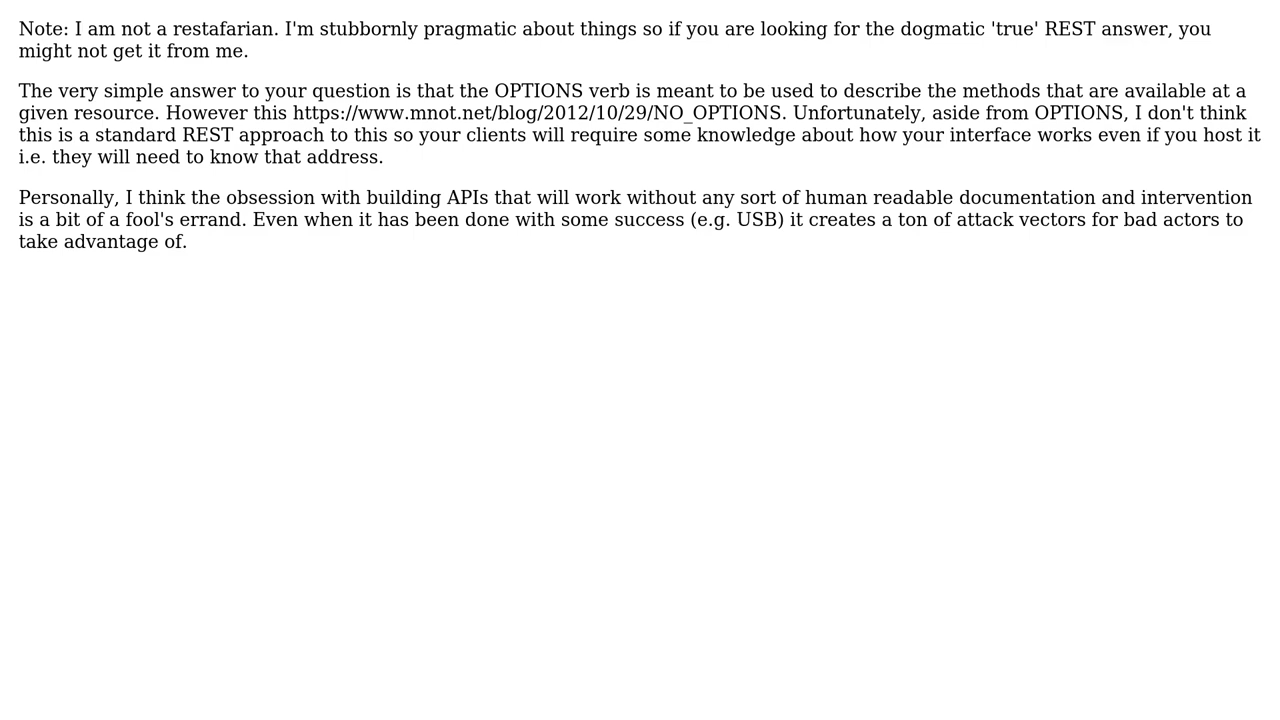 Note: I am not a restafarian. I'm stubbornly pragmatic about things so if you are looking for the dogmatic 'true' REST answer, you
might not get it from me.
The very simple answer to your question is that the OPTIONS verb is meant to be used to describe the methods that are available at a
given resource. However this https://www.mnot.net/blog/2012/10/29/NO_OPTIONS. Unfortunately, aside from OPTIONS, I don't think
this is a standard REST approach to this so your clients will require some knowledge about how your interface works even if you host it
i.e. they will need to know that address.
Personally, I think the obsession with building APIs that will work without any sort of human readable documentation and intervention
is a bit of a fool's errand. Even when it has been done with some success (e.g. USB) it creates a ton of attack vectors for bad actors to
take advantage of.